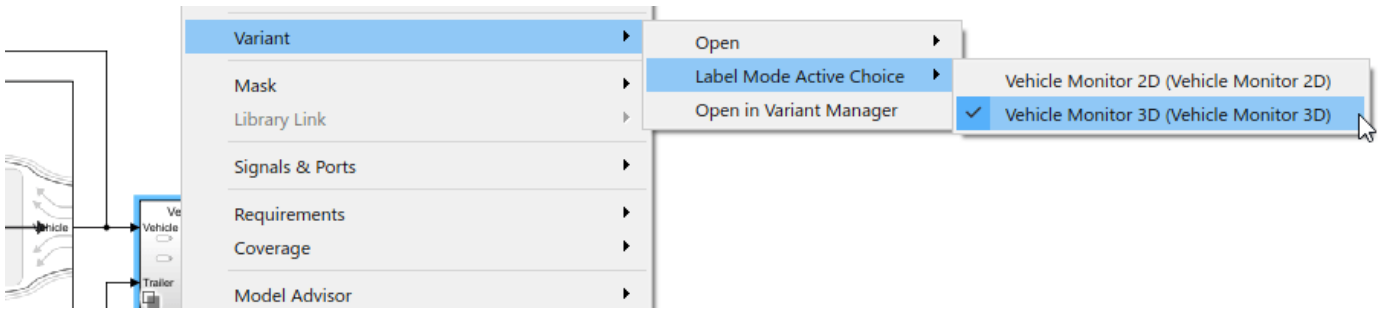 Variant
Mask
Library Link
Signals & Ports
Requirements
Coverage
Model Advisor
Open
Label Mode Active Choice
Open in Variant Manager
Vehicle Monitor 2D (Vehicle Monitor 2D)
Vehicle Monitor 3D (Vehicle Monitor 3D)
Vehicle
Ve
Vehicle
Trailer